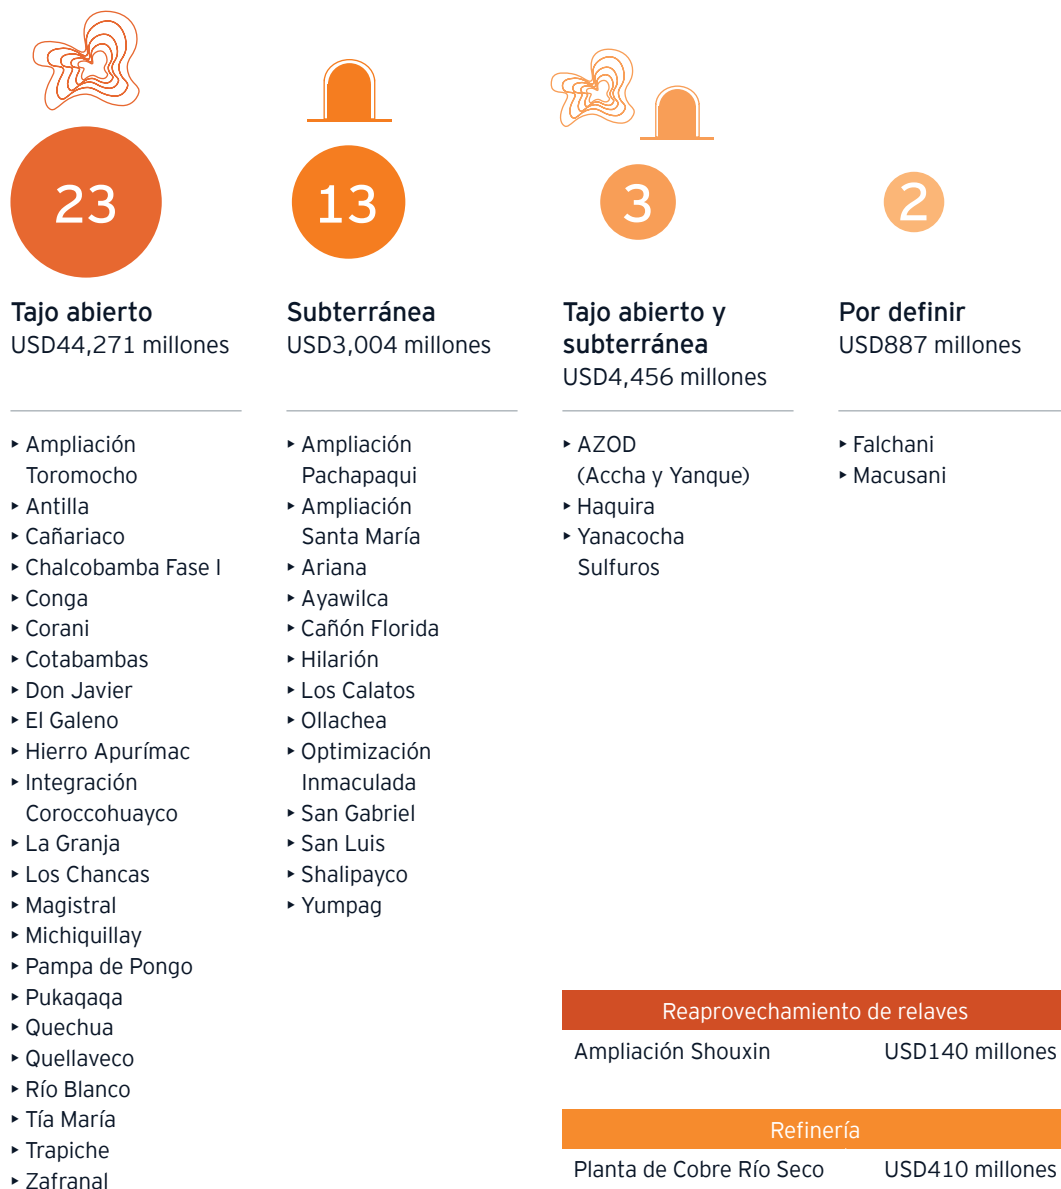 23
Tajo abierto
USD44,271 millones
‣ Ampliación
Toromocho
‣ Antilla
‣ Cañariaco
‣ Chalcobamba Fase I
‣ Conga
‣ Corani
‣ Cotabambas
‣ Don Javier
‣ El Galeno
‣ Hierro Apurímac
‣ Integración
Coroccohuayco
‣ La Granja
‣ Los Chancas
‣ Magistral
‣ Michiquillay
‣ Pampa de Pongo
‣ Pukaqaqa
‣ Quechua
‣ Quellaveco
‣ Río Blanco
‣ Tía María
‣ Trapiche
‣ Zafranal
13
Subterránea
USD3,004 millones
‣ Ampliación
Pachapaqui
‣ Ampliación
Santa María
‣ Ariana
‣ Ayawilca
‣ Cañón Florida
‣ Hilarión
‣ Los Calatos
‣ Ollachea
‣ Optimización
Inmaculada
‣ San Gabriel
‣ San Luis
‣ Shalipayco
‣ Yumpag
3
Tajo abierto y
subterránea
USD4,456 millones
‣ AZOD
(Accha y Yanque)
‣ Haquira
‣ Yanacocha
Sulfuros
2
Por definir
USD887 millones
‣ Falchani
‣ Macusani
Reaprovechamiento de relaves
Ampliación Shouxin USD140 millones
Refinería
Planta de Cobre Río Seco USD410 millones